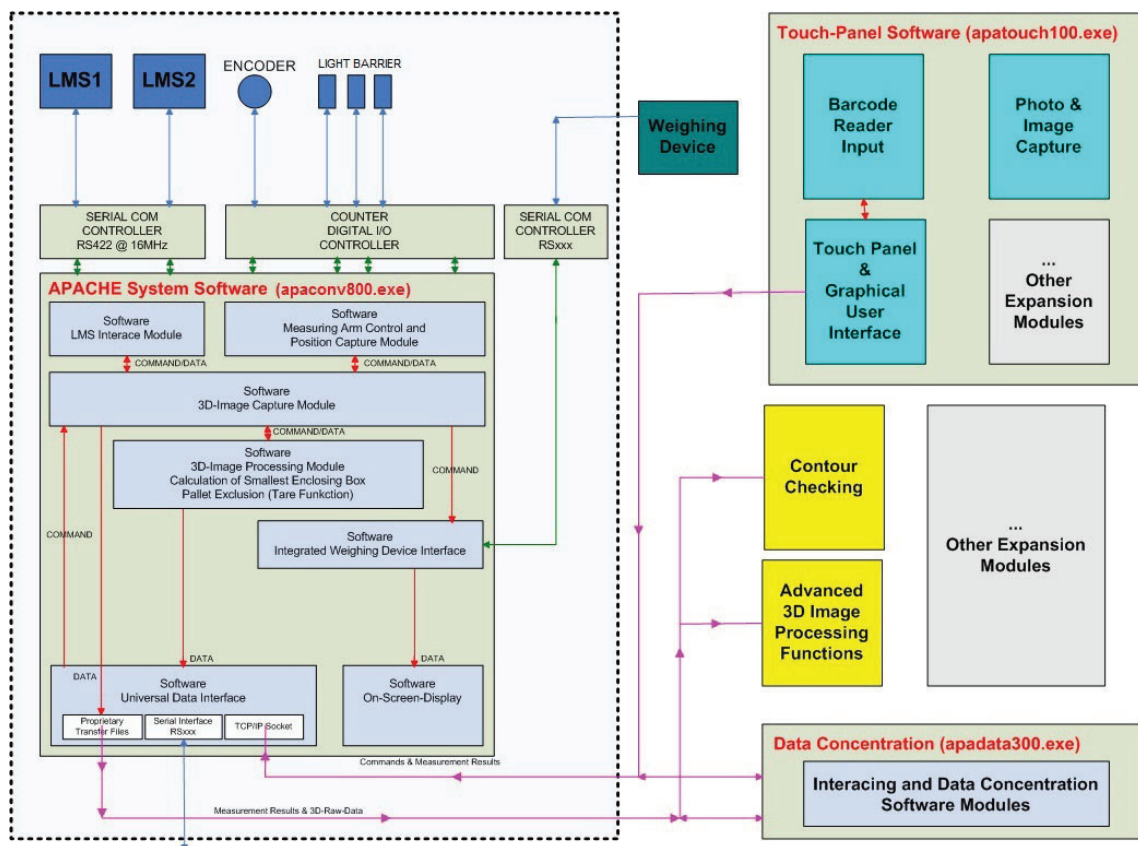 LMS1
LMS2
ENCODER
LIGHT BARRIER
SERIAL COM
CONTROLLER
RS422 @ 16MHz
COUNTER
DIGITAL I/O
CONTROLLER
SERIAL COM
CONTROLLER
RSxxx
Weighing
Device
APACHE System Software (apaconv800.exe)
Software
LMS Interace Module
Software
Measuring Arm Control and
Position Capture Module
COMMAND/DATA
COMMAND/DATA
Software
3D-Image Capture Module
COMMAND/DATA
Software
3D-Image Processing Module
Calculation of Smallest Enclosing Box
Pallet Exclusion (Tare Funkction)
COMMAND
COMMAND
Software
Integrated Weighing Device Interface
DATA
DATA
DATA
Software
Universal Data Interface
Proprietary
Transfer Files
Serial Interface
RSxxx
TCP/IP Socket
Software
On-Screen-Display
Commands & Measurement Results
Measurement Results & 3D-Raw-Data
Touch-Panel Software (apatouch100.exe)
Barcode
Reader
Input
Photo &
Image
Capture
Touch Panel
&
Graphical
User
Interface
...
Other
Expansion
Modules
Contour
Checking
Advanced
3D Image
Processing
Functions
...
Other Expansion
Modules
Data Concentration (apadata300.exe)
Interacing and Data Concentration
Software Modules